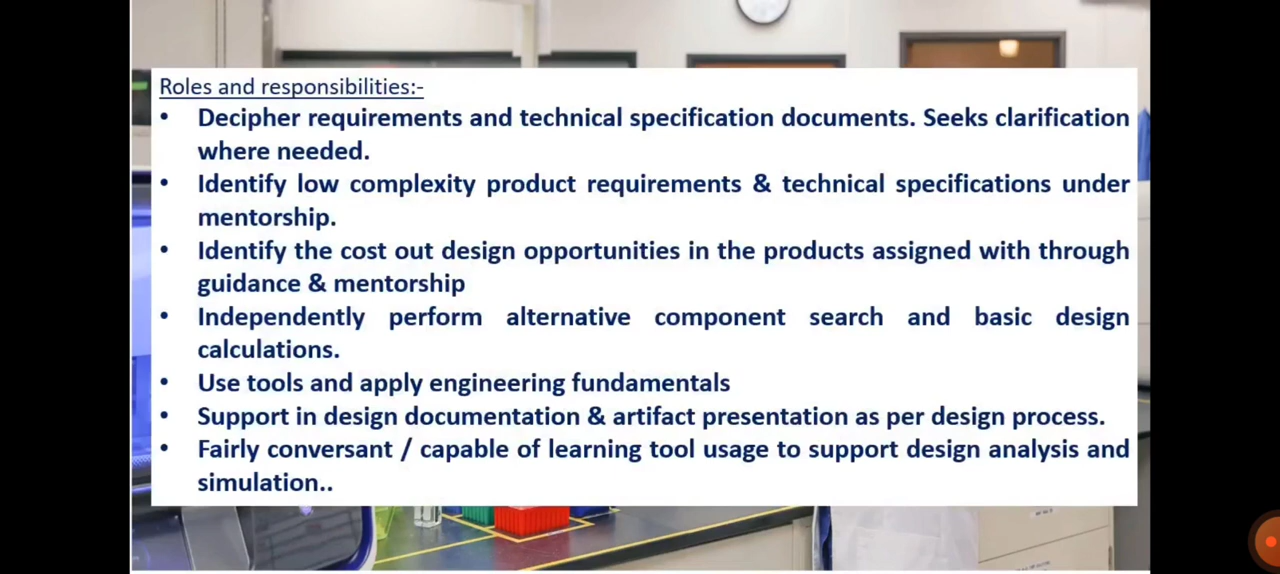 Roles and responsibilities:-
• Decipher requirements and technical specification documents. Seeks clarification
where needed.
• Identify low complexity product requirements & technical specifications under
mentorship.
• Identify the cost out design opportunities in the products assigned with through
guidance & mentorship
• Independently perform alternative component search and basic design
calculations.
• Use tools and apply engineering fundamentals
• Support in design documentation & artifact presentation as per design process.
• Fairly conversant / capable of learning tool usage to support design analysis and
simulation..